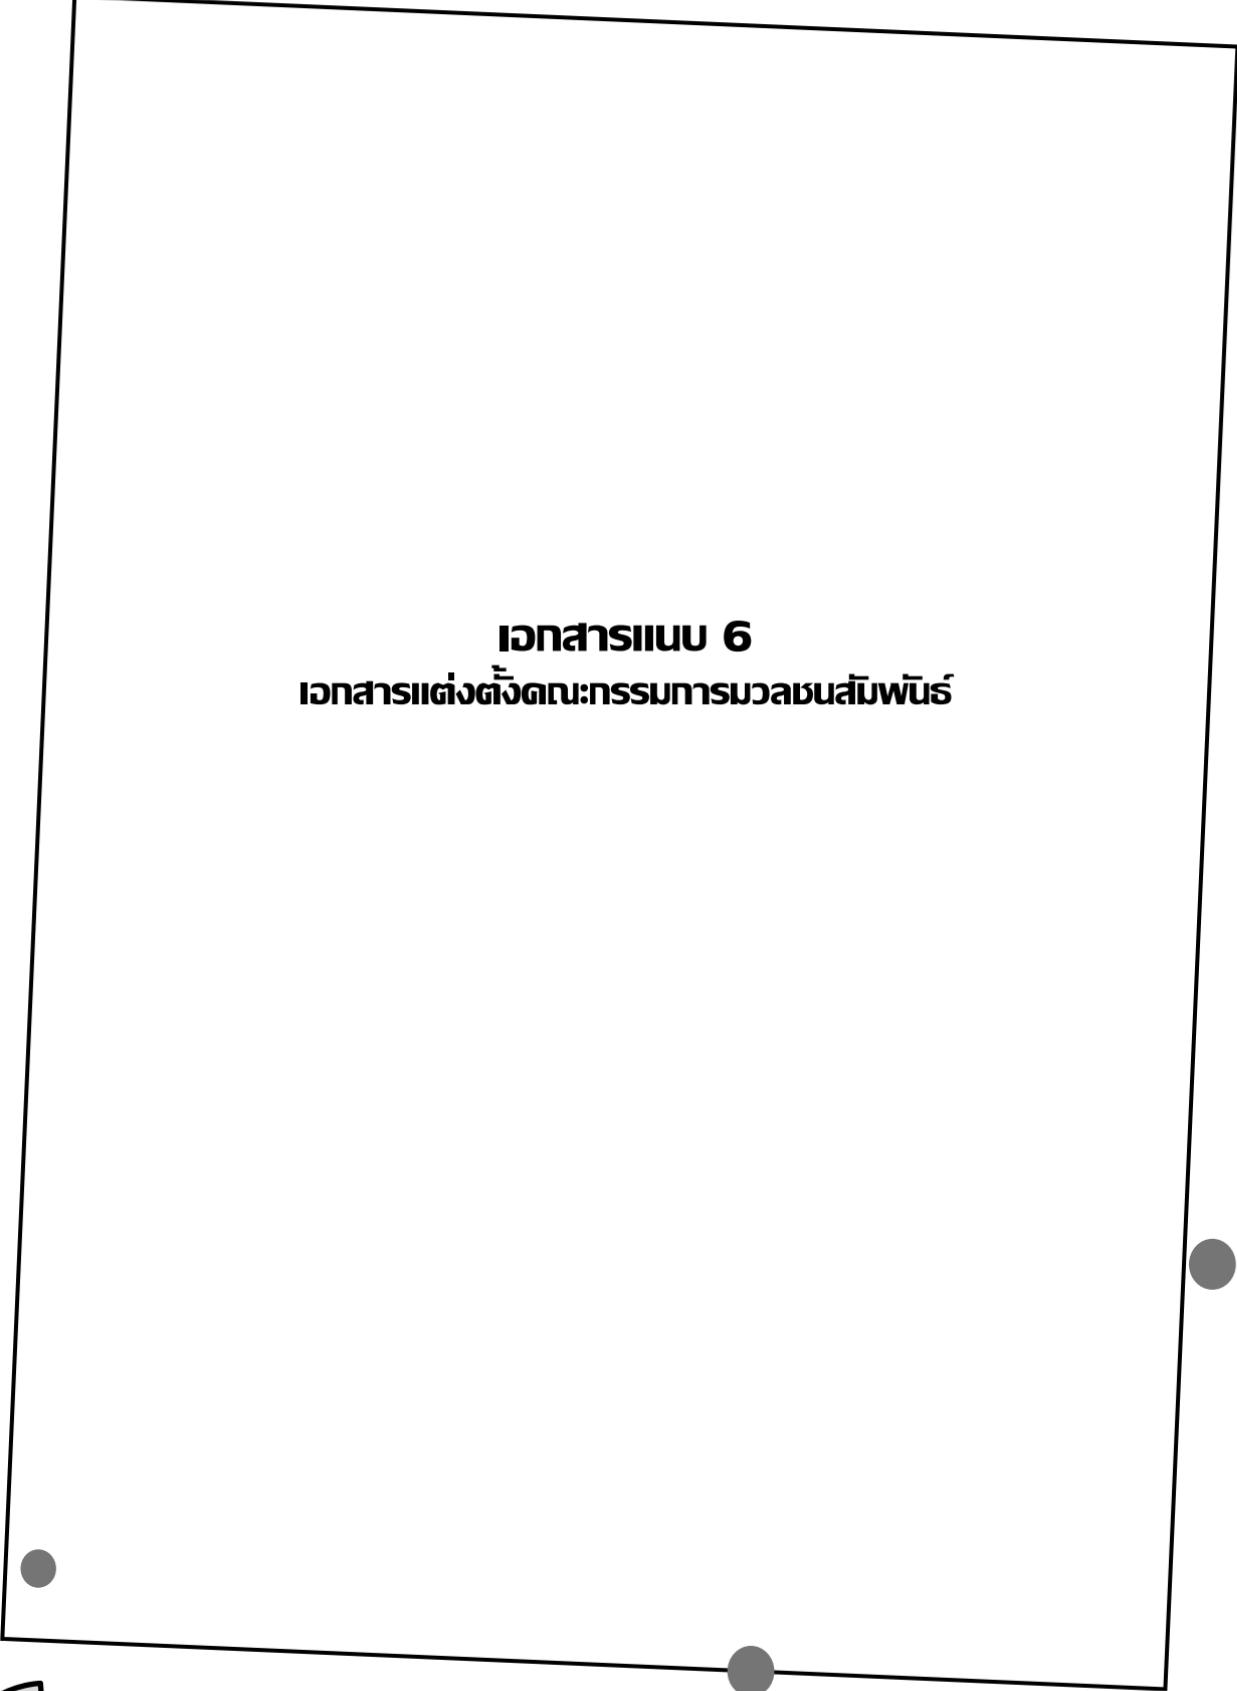 เอกสารแนบ 6
เอกสารแต่งตั้งคณะกรรมการมวลชนสัมพันธ์